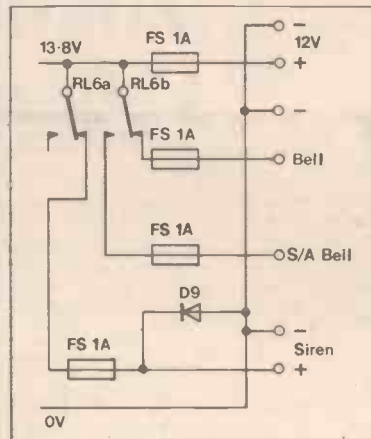 FS 1A
-
12V
13·8V
+
RL6a
RL6b
-
FS 1A
Bell
FS 1A
S/A Bell
D9
-
Siren
FS 1A
+
0V